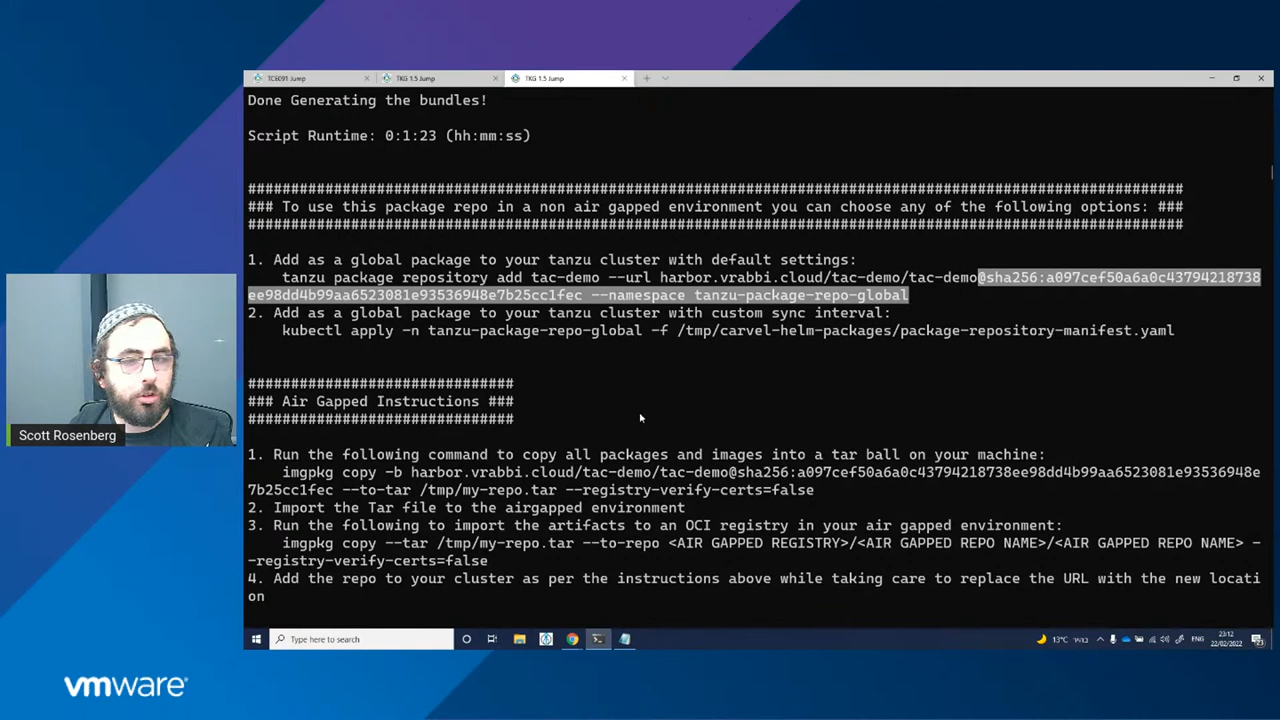 TCE091 Jump
TKG 1.5 Jump
TKG 1.5 Jump
Done Generating the bundles!
Script Runtime: 0:1:23 (hh:mm:ss)
#############################################################################################################
### To use this package repo in a non air gapped environment you can choose any of the following options: ###
#############################################################################################################
1. Add as a global package to your tanzu cluster with default settings:
tanzu package repository add tac-demo --url harbor.vrabbi.cloud/tac-demo/tac-demo@sha256:a097cef50a6a0c43794218738
ee98dd4b99aa6523081e93536948e7b25cc1fec --namespace tanzu-package-repo-global
2. Add as a global package to your tanzu cluster with custom sync interval:
kubectl apply -n tanzu-package-repo-global -f /tmp/carvel-helm-packages/package-repository-manifest.yaml
###############################
### Air Gapped Instructions ###
###############################
1. Run the following command to copy all packages and images into a tar ball on your machine:
imgpkg copy -b harbor.vrabbi.cloud/tac-demo/tac-demo@sha256:a097cef50a6a0c43794218738ee98dd4b99aa6523081e93536948e
7b25cc1fec --to-tar /tmp/my-repo.tar --registry-verify-certs=false
2. Import the Tar file to the airgapped environment
3. Run the following to import the artifacts to an OCI registry in your air gapped environment:
imgpkg copy --tar /tmp/my-repo.tar --to-repo <AIR GAPPED REGISTRY>/<AIR GAPPED REPO NAME>/<AIR GAPPED REPO NAME> -
-registry-verify-certs=false
4. Add the repo to your cluster as per the instructions above while taking care to replace the URL with the new locati
on
Scott Rosenberg
Type here to search
13°C בהיר
ENG
23:12
22/02/2022
vmware®